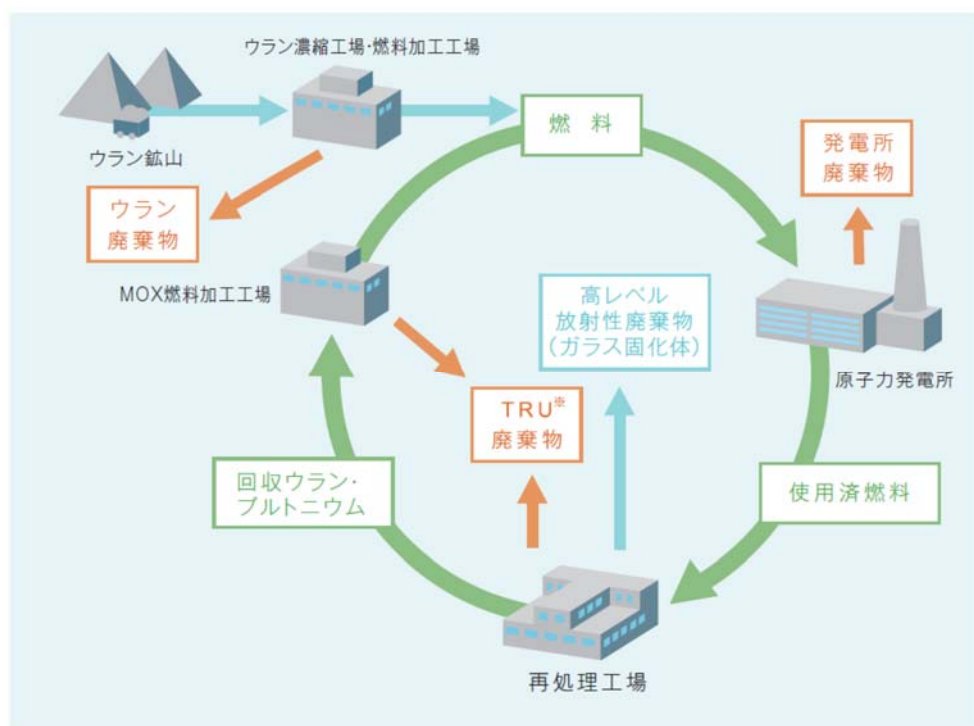 ウラン濃縮工場・燃料加工工場
燃料
発電所
廃棄物
ウラン鉱山
ウラン
廃棄物
MOX燃料加工工場
高レベル
放射性廃棄物
(ガラス固化体)
原子力発電所
TRU※
廃棄物
回収ウラン・
プルトニウム
使用済燃料
再処理工場